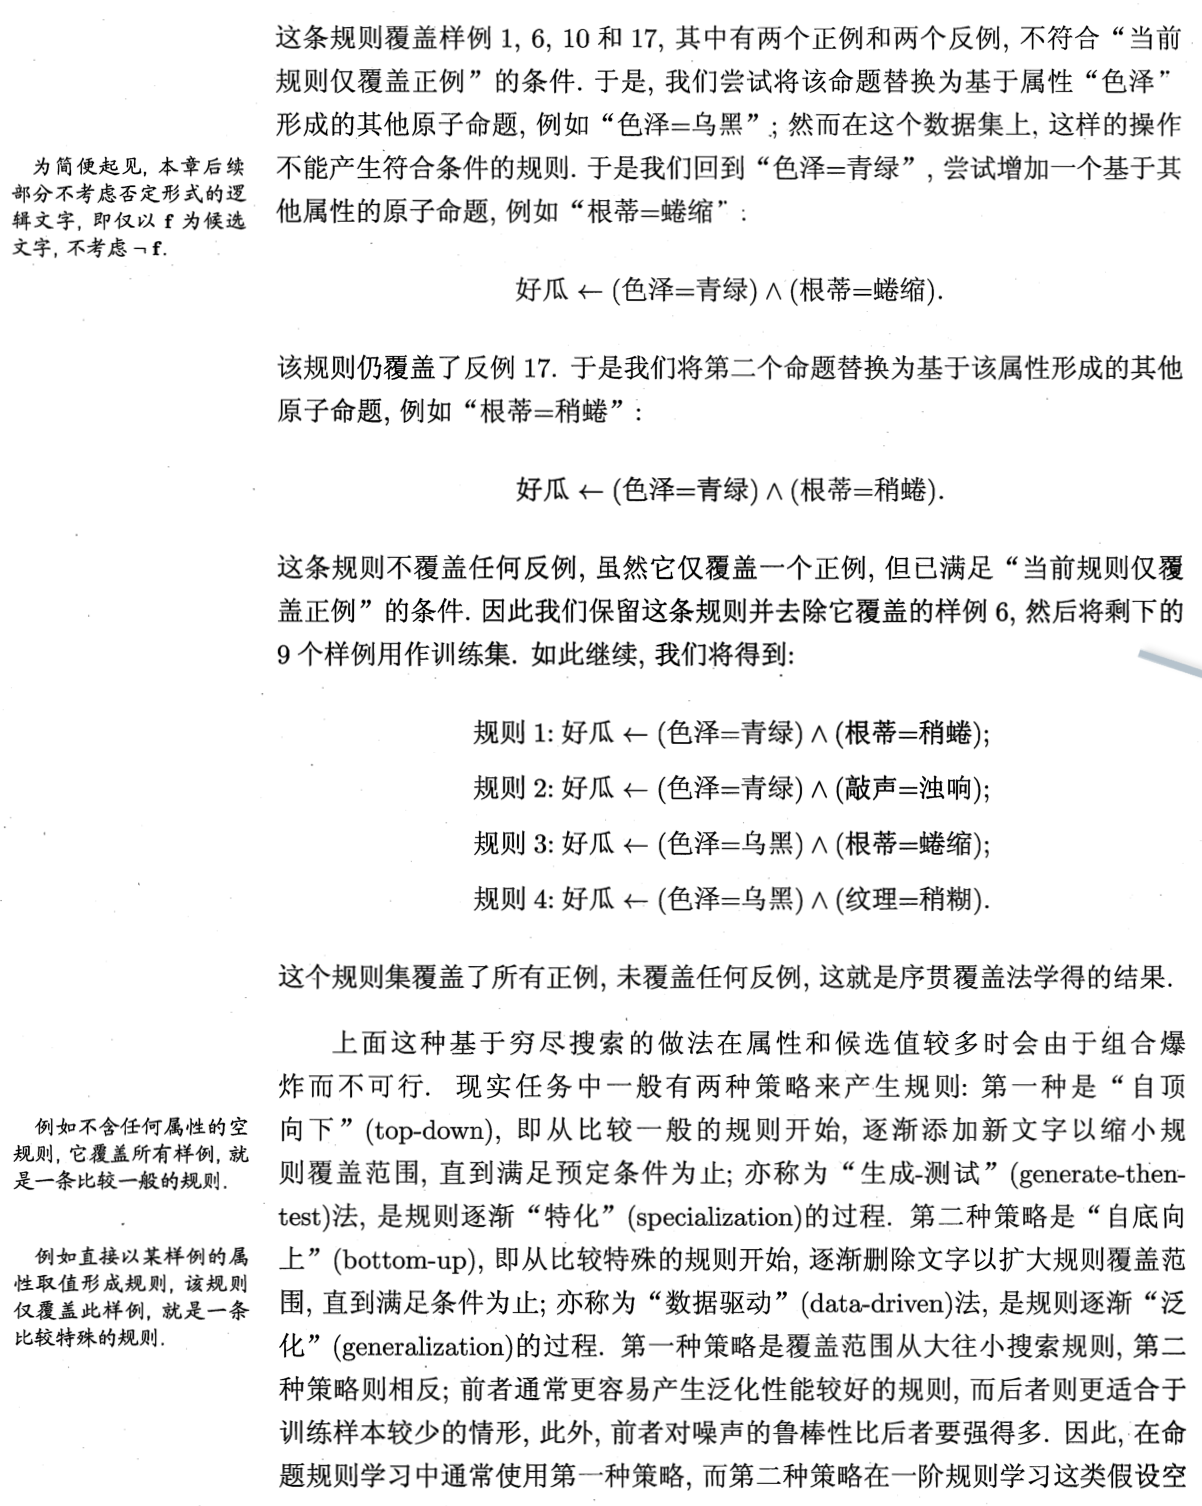 这条规则覆盖样例 1, 6, 10 和 17, 其中有两个正例和两个反例, 不符合“当前
规则仅覆盖正例”的条件. 于是, 我们尝试将该命题替换为基于属性“色泽”
形成的其他原子命题, 例如“色泽=乌黑”; 然而在这个数据集上, 这样的操作
不能产生符合条件的规则. 于是我们回到“色泽=青绿”, 尝试增加一个基于其
他属性的原子命题, 例如“根蒂=蜷缩”:
为简便起见, 本章后续
部分不考虑否定形式的逻
辑文字, 即仅以 f 为候选
文字, 不考虑 ¬ f.
好瓜 ← (色泽=青绿) ∧ (根蒂=蜷缩).
该规则仍覆盖了反例 17. 于是我们将第二个命题替换为基于该属性形成的其他
原子命题, 例如“根蒂=稍蜷”:
好瓜 ← (色泽=青绿) ∧ (根蒂=稍蜷).
这条规则不覆盖任何反例, 虽然它仅覆盖一个正例, 但已满足“当前规则仅覆
盖正例”的条件. 因此我们保留这条规则并去除它覆盖的样例 6, 然后将剩下的
9 个样例用作训练集. 如此继续, 我们将得到:
规则 1: 好瓜 ← (色泽=青绿) ∧ (根蒂=稍蜷);
规则 2: 好瓜 ← (色泽=青绿) ∧ (敲声=浊响);
规则 3: 好瓜 ← (色泽=乌黑) ∧ (根蒂=蜷缩);
规则 4: 好瓜 ← (色泽=乌黑) ∧ (纹理=稍糊).
这个规则集覆盖了所有正例, 未覆盖任何反例, 这就是序贯覆盖法学得的结果.
上面这种基于穷尽搜索的做法在属性和候选值较多时会由于组合爆
炸而不可行. 现实任务中一般有两种策略来产生规则: 第一种是“自顶
向下”(top-down), 即从比较一般的规则开始, 逐渐添加新文字以缩小规
则覆盖范围, 直到满足预定条件为止; 亦称为“生成-测试”(generate-then-
test)法, 是规则逐渐“特化”(specialization)的过程. 第二种策略是“自底向
上”(bottom-up), 即从比较特殊的规则开始, 逐渐删除文字以扩大规则覆盖范
围, 直到满足条件为止; 亦称为“数据驱动”(data-driven)法, 是规则逐渐“泛
化”(generalization)的过程. 第一种策略是覆盖范围从大往小搜索规则, 第二
种策略则相反; 前者通常更容易产生泛化性能较好的规则, 而后者则更适合于
训练样本较少的情形, 此外, 前者对噪声的鲁棒性比后者要强得多. 因此, 在命
题规则学习中通常使用第一种策略, 而第二种策略在一阶规则学习这类假设空
例如不含任何属性的空
规则, 它覆盖所有样例, 就
是一条比较一般的规则.
例如直接以某样例的属
性取值形成规则, 该规则
仅覆盖此样例, 就是一条
比较特殊的规则.